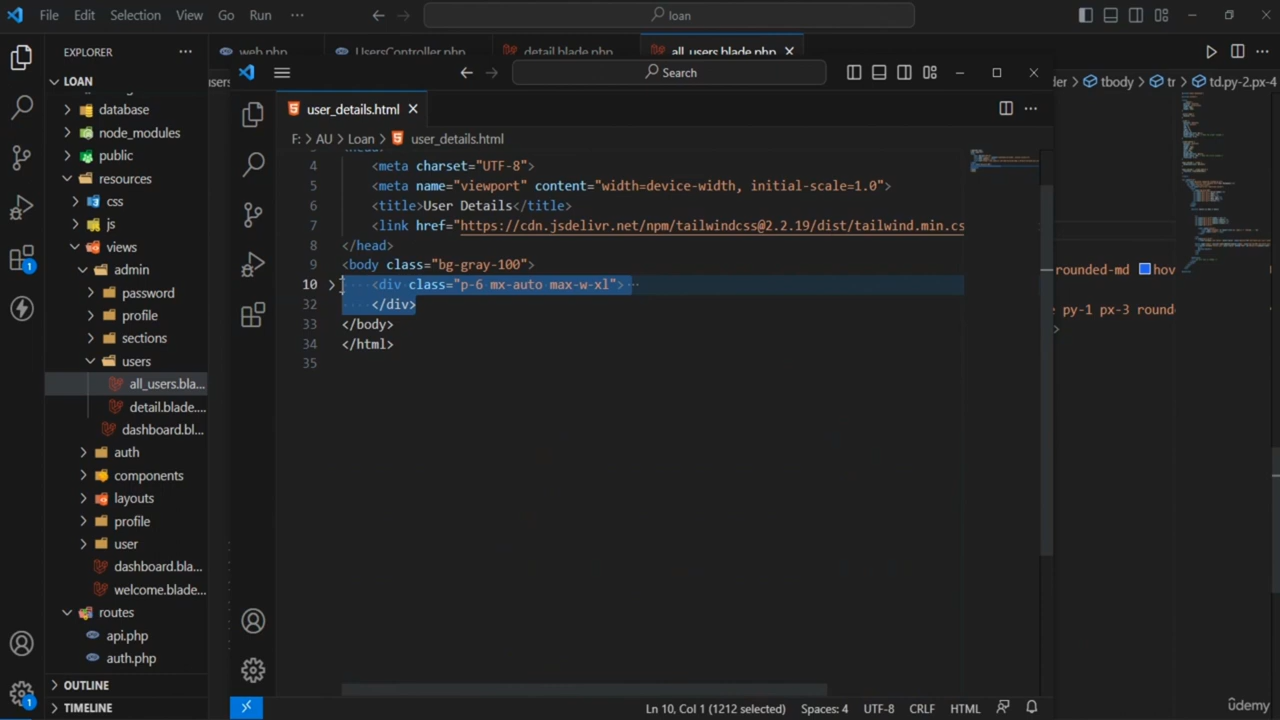 File Edit Selection View Go Run ··· loan
EXPLORER ···
web.php UsersController.php detail.blade.php all_users.blade.php
LOAN
database
node_modules
public
resources
css
js
views
admin
password
profile
sections
users
all_users.bla...
detail.blade....
dashboard.bl...
auth
components
layouts
profile
user
dashboard.bla...
welcome.blade...
routes
api.php
auth.php
OUTLINE
TIMELINE
1
1
Search
user_details.html
F: > AU > Loan > user_details.html
4 <meta charset="UTF-8">
5 <meta name="viewport" content="width=device-width, initial-scale=1.0">
6 <title>User Details</title>
7 <link href="https://cdn.jsdelivr.net/npm/tailwindcss@2.2.19/dist/tailwind.min.cs
8 </head>
9 <body class="bg-gray-100">
10 <div class="p-6 mx-auto max-w-xl"> ···
32 </div>
33 </body>
34 </html>
35
Ln 10, Col 1 (1212 selected) Spaces: 4 UTF-8 CRLF HTML
der > tbody > tr > td.py-2.px-4
rounded-md hov
py-1 px-3 rounde
udemy